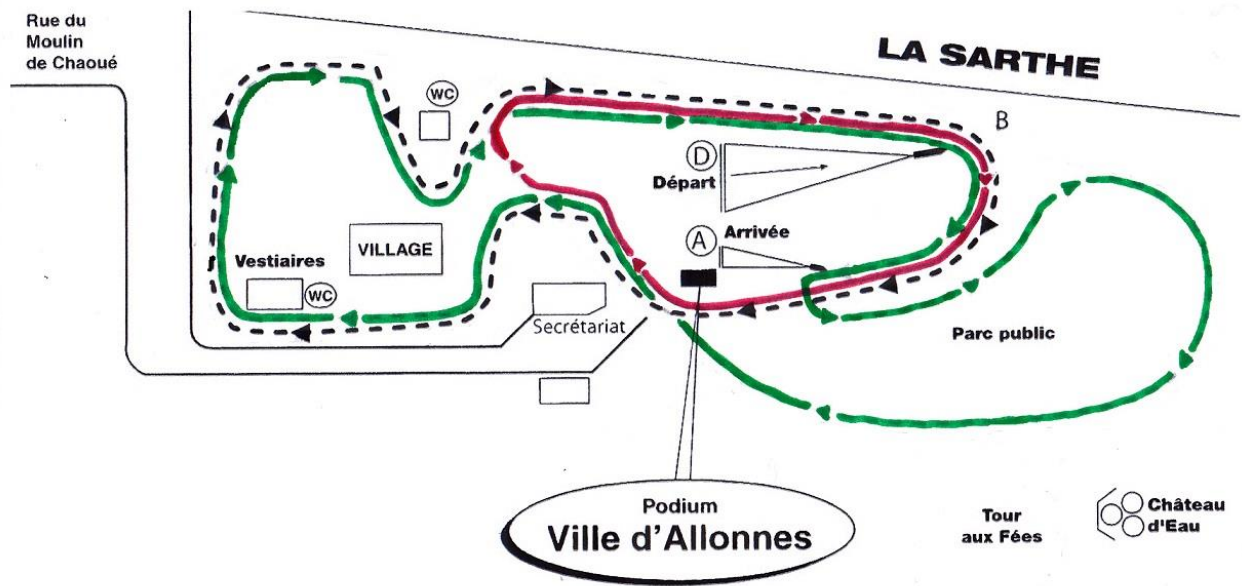 Rue du
Moulin
de Chaoué
LA SARTHE
WC
B
D
Départ
A
Arrivée
VILLAGE
Vestiaires
WC
Secrétariat
Parc public
Podium
Ville d'Allonnes
Tour
aux Fées
Château
d'Eau